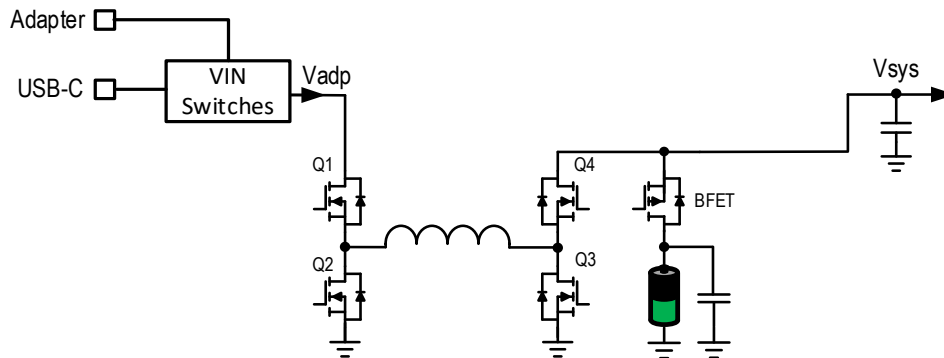 Adapter
USB-C
VIN
Switches
Vadp
Vsys
Q1
Q4
BFET
Q2
Q3